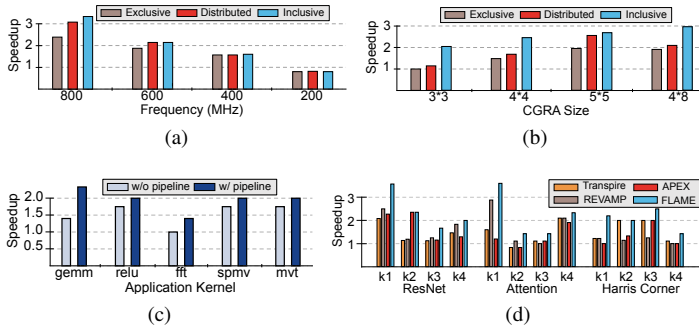 Exclusive Distributed Inclusive
Speedup
3
2
1
800 600 400 200
Frequency (MHz)
(a)
Exclusive Distributed Inclusive
Speedup
3
2
1
3*3 4*4 5*5 4*8
CGRA Size
(b)
w/o pipeline w/ pipeline
Speedup
2.0
1.5
1.0
0.5
gemm relu fft spmv mvt
Application Kernel
(c)
Transpire APEX
REVAMP FLAME
Speedup
3
2
1
k1 k2 k3 k4 k1 k2 k3 k4 k1 k2 k3 k4
ResNet Attention Harris Corner
(d)